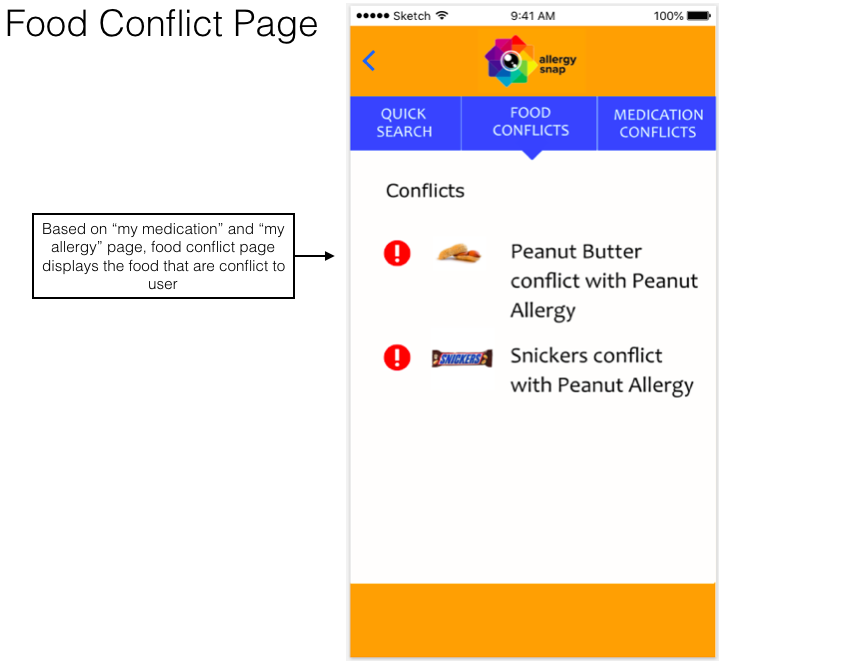 Food Conflict Page
Sketch
9:41 AM
100%
allergy
snap
QUICK
SEARCH
FOOD
CONFLICTS
MEDICATION
CONFLICTS
Conflicts
Based on “my medication” and “my
allergy” page, food conflict page
displays the food that are conflict to
user
Peanut Butter
conflict with Peanut
Allergy
SNICKERS
Snickers conflict
with Peanut Allergy